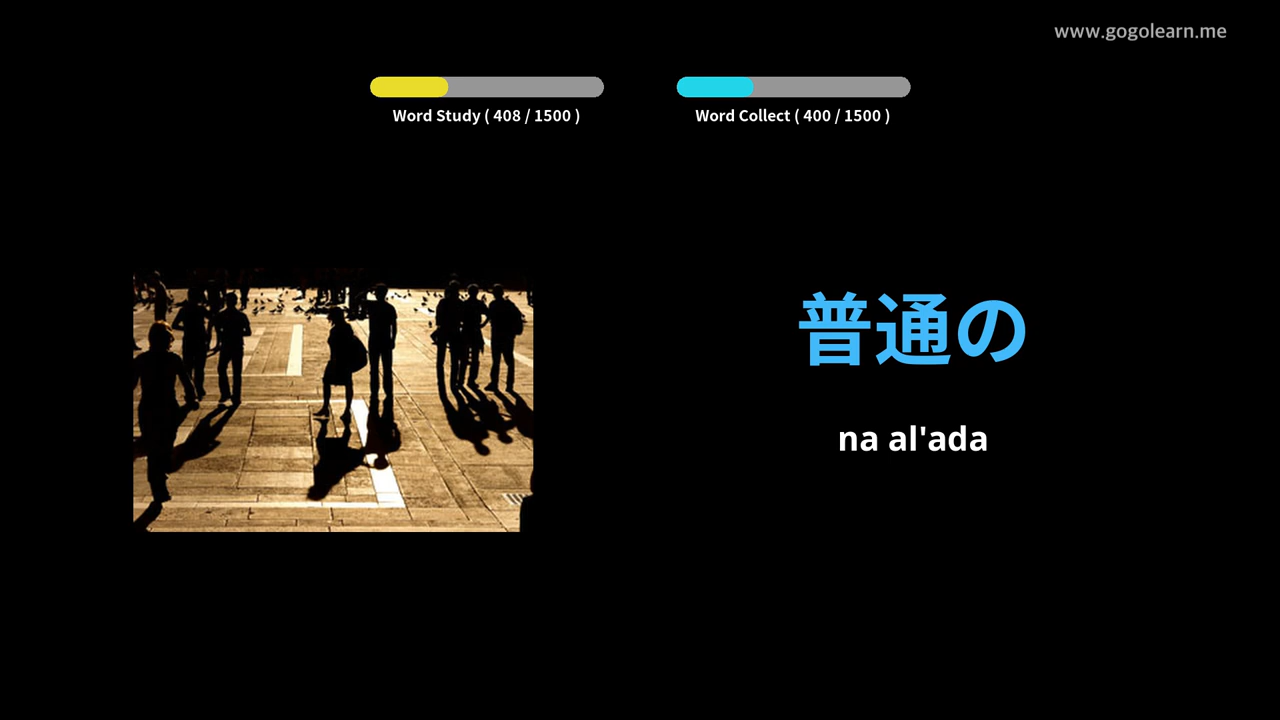 www.gogolearn.me
Word Study ( 408 / 1500 )
Word Collect ( 400 / 1500 )
普通の
na al'ada